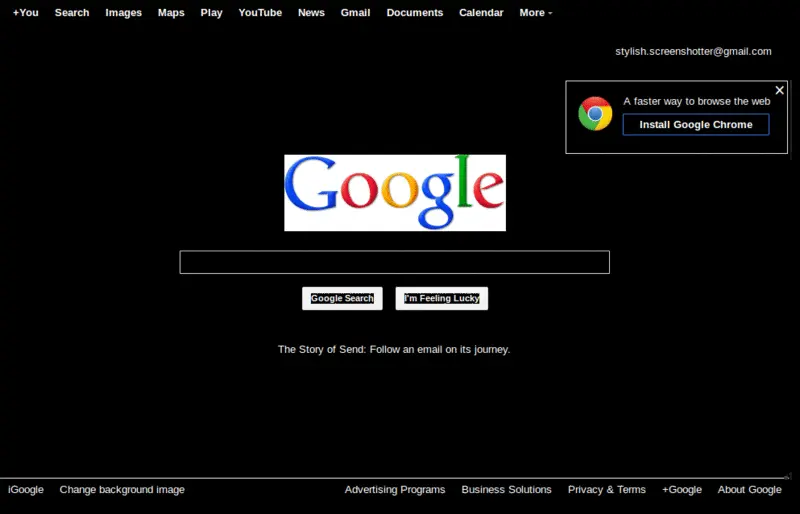 +You Search Images Maps Play YouTube News Gmail Documents Calendar More
stylish.screenshotter@gmail.com
A faster way to browse the web
Install Google Chrome
Google
Google Search I'm Feeling Lucky
The Story of Send: Follow an email on its journey.
iGoogle Change background image Advertising Programs Business Solutions Privacy & Terms +Google About Google